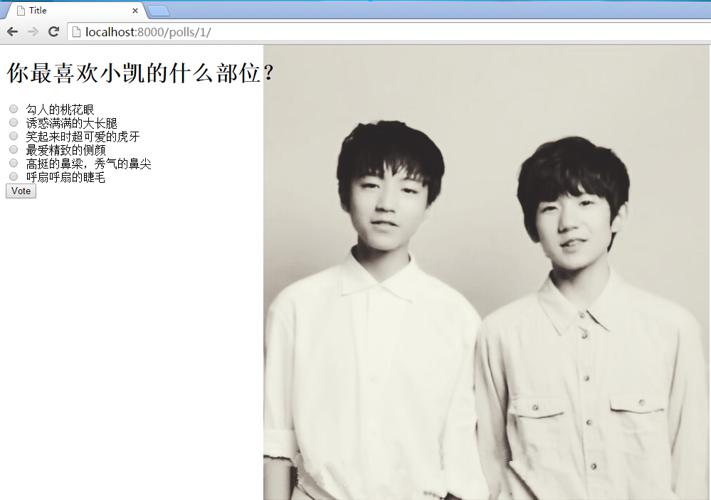 Title
localhost:8000/polls/1/
你最喜欢小凯的什么部位?
勾人的桃花眼
诱惑满满的大长腿
笑起来时超可爱的虎牙
最爱精致的侧颜
高挺的鼻梁，秀气的鼻尖
呼扇呼扇的睫毛
Vote